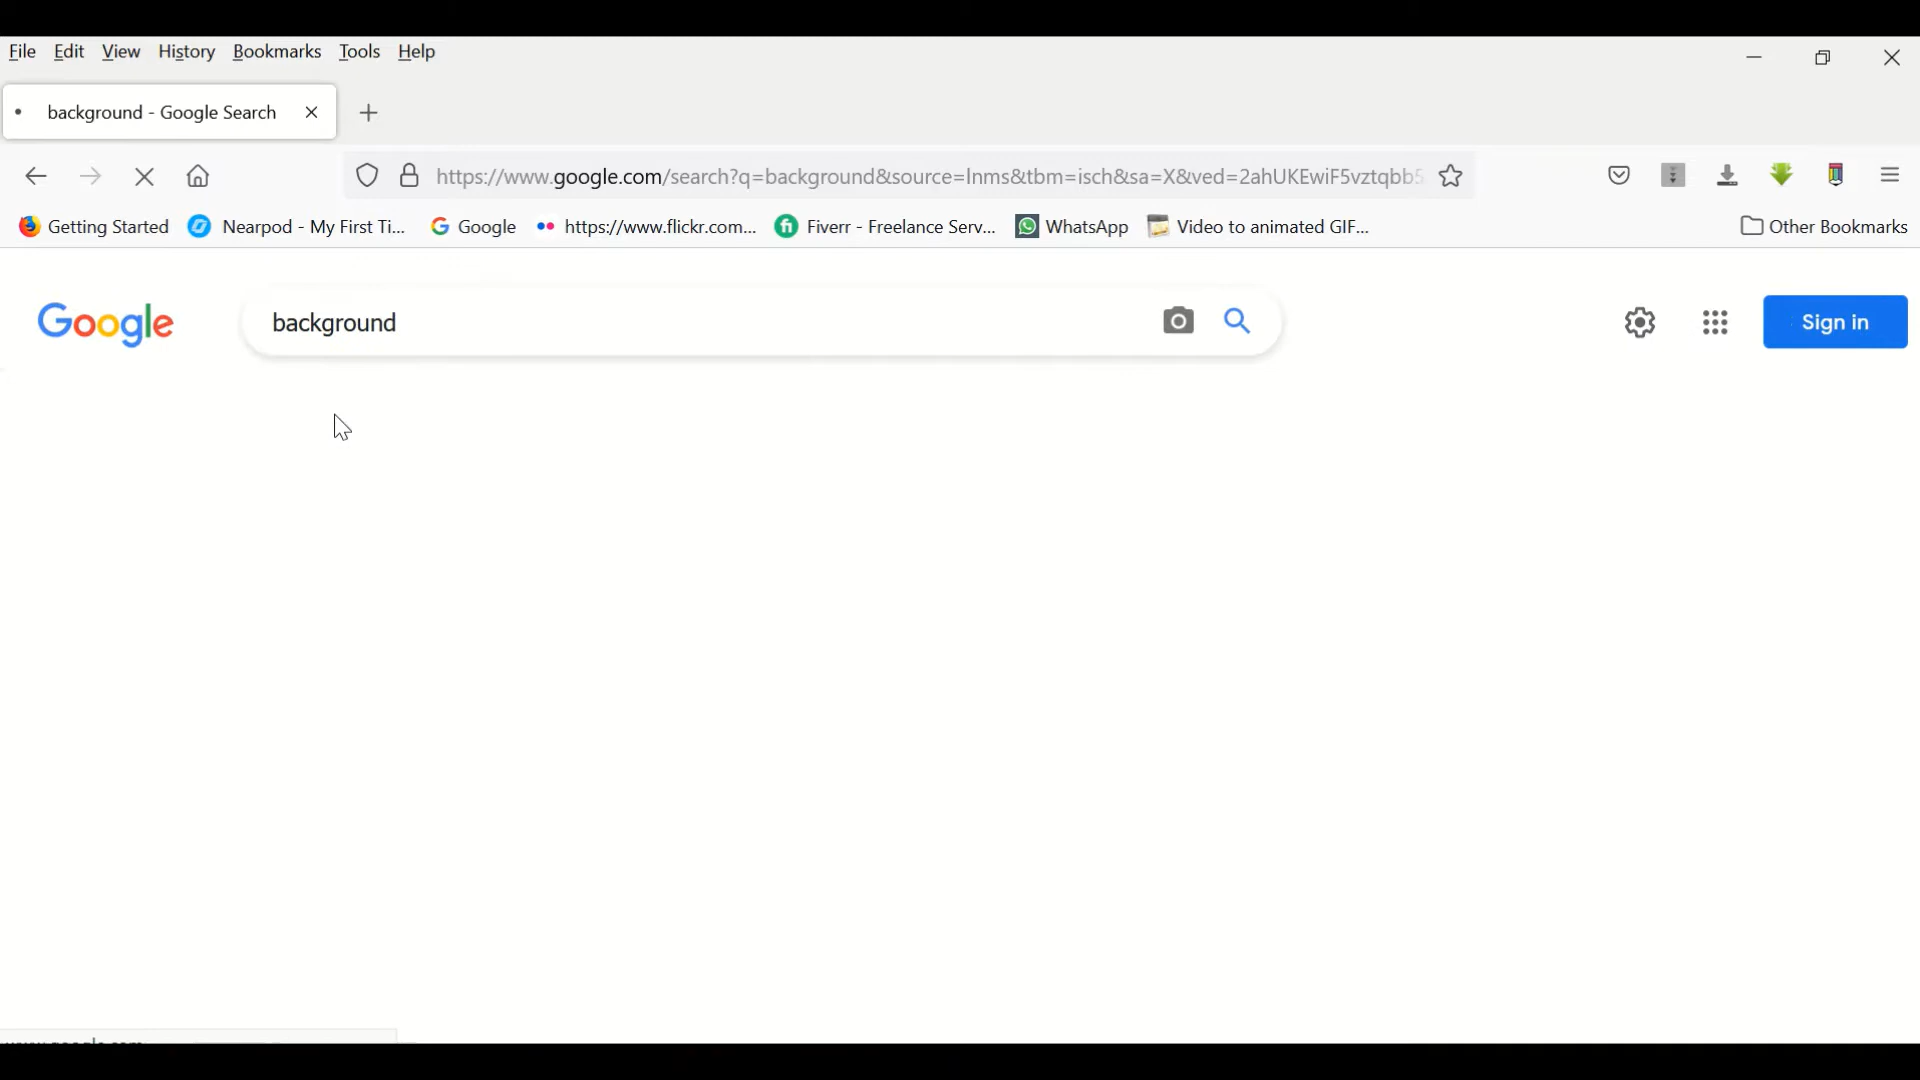 File Edit View History Bookmarks Tools Help
background - Google Search
https://www.google.com/search?q=background&source=lnms&tbm=isch&sa=X&ved=2ahUKEwiF5vztqbb5
Getting Started Nearpod - My First Ti... Google https://www.flickr.com... Fiverr - Freelance Serv... WhatsApp Video to animated GIF... Other Bookmarks
Google background Sign in